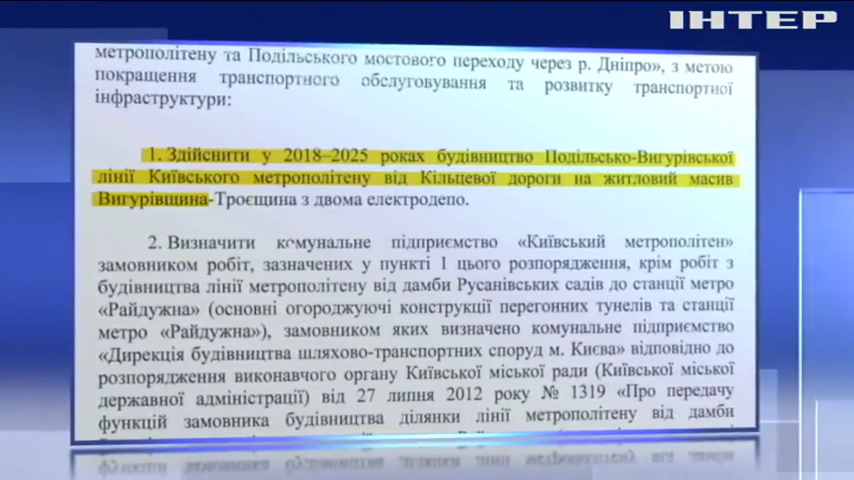 ІНТЕР
метрополітену та Подільського мостового переходу через р. Дніпро», з метою
покращення транспортного обслуговування та розвитку транспортної
інфраструктури:
1. Здійснити у 2018–2025 роках будівництво Подільсько-Вигурівської
лінії Київського метрополітену від Кільцевої дороги на житловий масив
Вигурівщина-Троєщина з двома електродепо.
2. Визначити комунальне підприємство «Київський метрополітен»
замовником робіт, зазначених у пункті 1 цього розпорядження, крім робіт з
будівництва лінії метрополітену від дамби Русанівських садів до станції метро
«Райдужна» (основні огороджуючі конструкції перегонних тунелів та станції
метро «Райдужна»), замовником яких визначено комунальне підприємство
«Дирекція будівництва шляхово-транспортних споруд м. Києва» відповідно до
розпорядження виконавчого органу Київської міської ради (Київської міської
державної адміністрації) від 27 липня 2012 року № 1319 «Про передачу
функцій замовника будівництва ділянки лінії метрополітену від дамби